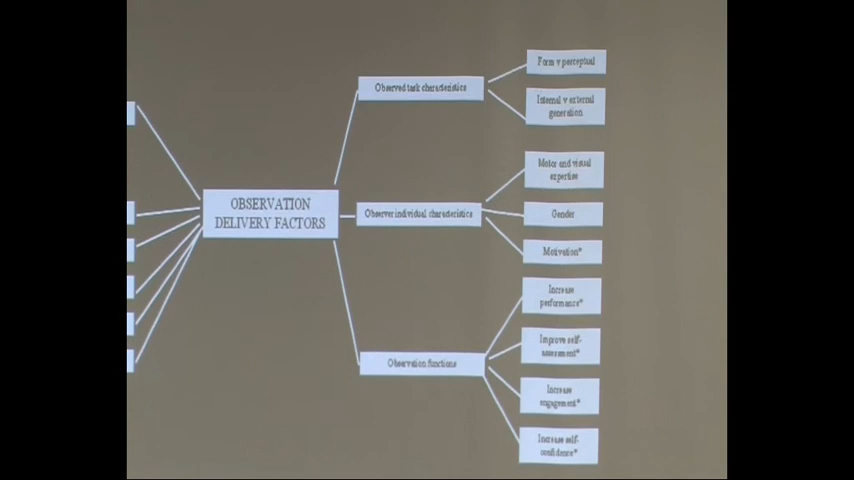 OBSERVATION
DELIVERY FACTORS
Observed task characteristics
Form v perceptual
Internal v external
generation
Observer individual characteristics
Motor and visual
expertise
Gender
Motivation*
Observation functions
Increase
performance*
Improve self-
assessment*
Increase
engagement*
Increase self-
confidence*